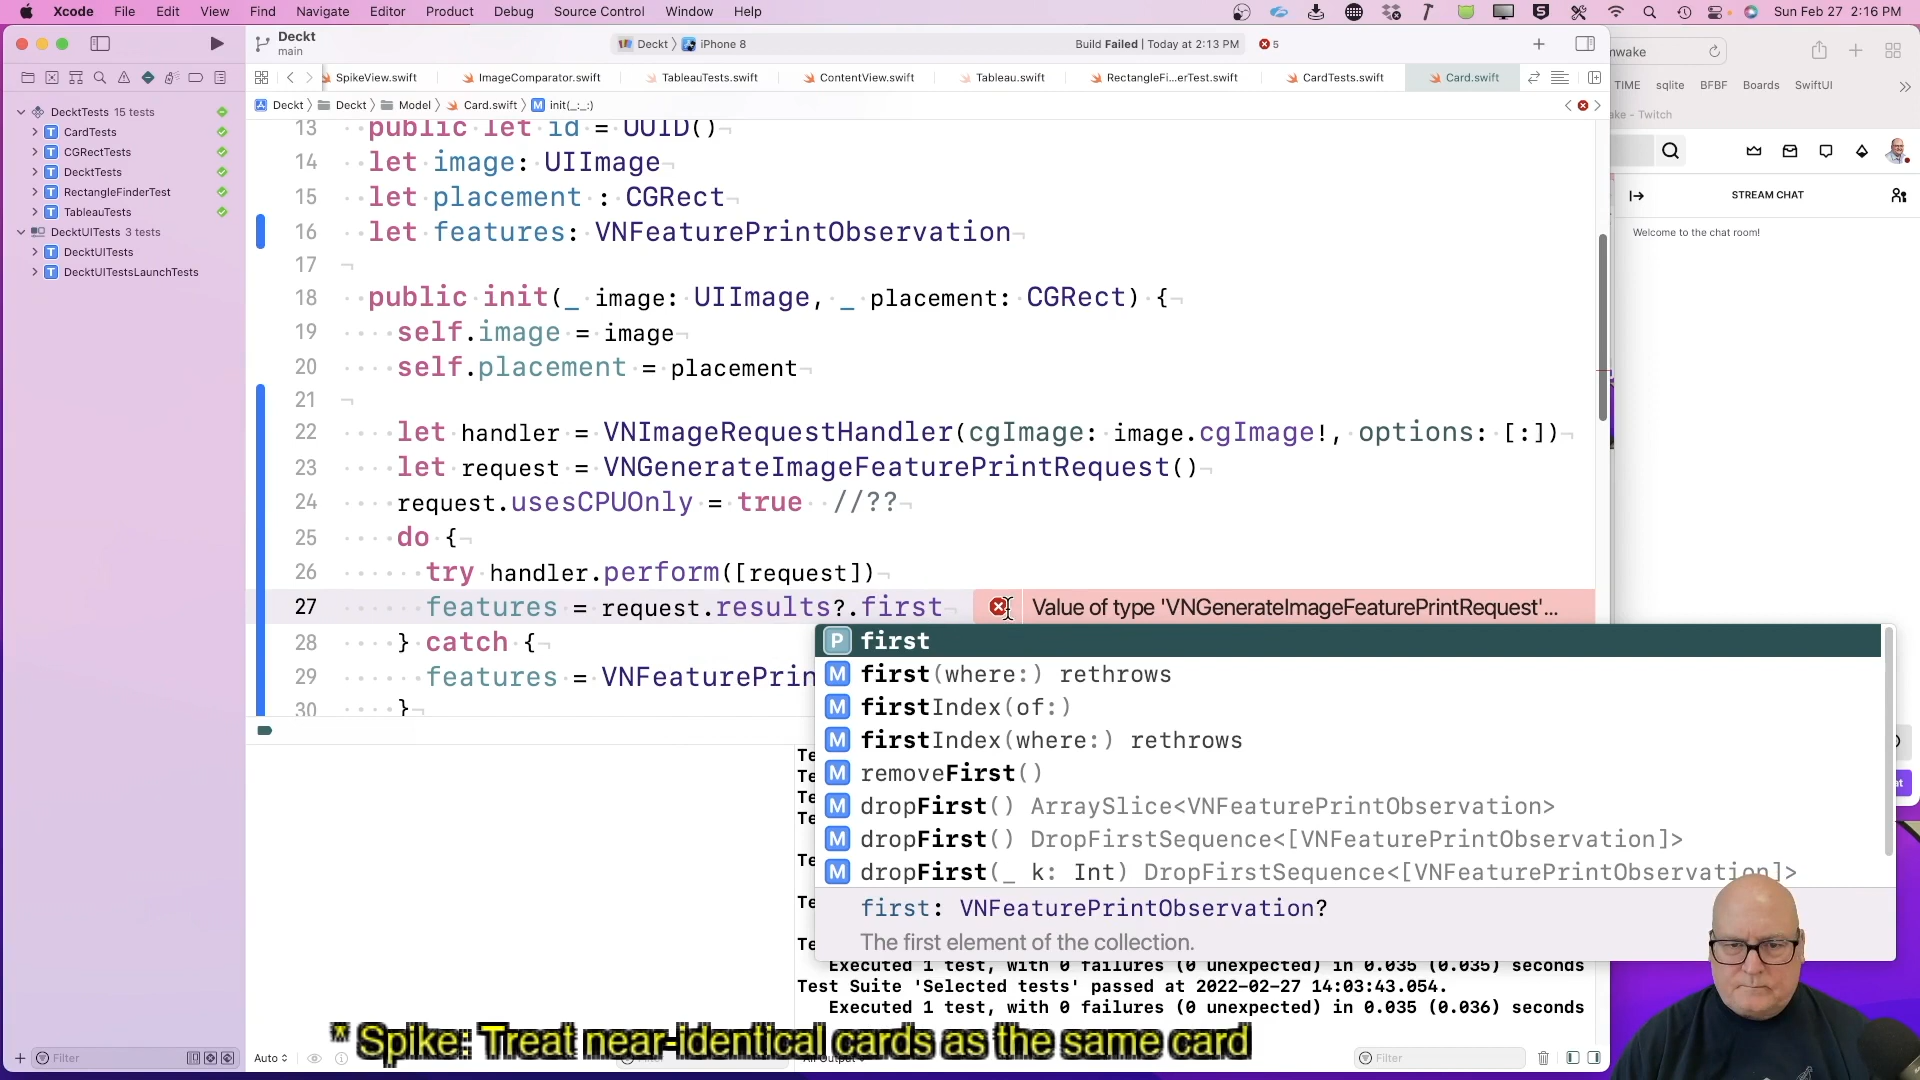 Xcode File Edit View Find Navigate Editor Product Debug Source Control Window Help
Sun Feb 27 2:16 PM
Deckt
main
Deckt 〉 iPhone 8
Build Failed | Today at 2:13 PM
5
SpikeView.swift ImageComparator.swift TableauTests.swift ContentView.swift Tableau.swift RectangleFi...erTest.swift CardTests.swift Card.swift
Deckt 〉 Deckt 〉 Model 〉 Card.swift 〉 M init(_:_:)
DecktTests 15 tests
T CardTests
T CGRectTests
T DecktTests
T RectangleFinderTest
T TableauTests
DecktUITests 3 tests
T DecktUITests
T DecktUITestsLaunchTests
13 public let id = UUID()
14 let image: UIImage
15 let placement : CGRect
16 let features: VNFeaturePrintObservation
17
18 public init(_ image: UIImage, _ placement: CGRect) {
19 self.image = image
20 self.placement = placement
21
22 let handler = VNImageRequestHandler(cgImage: image.cgImage!, options: [:])
23 let request = VNGenerateImageFeaturePrintRequest()
24 request.usesCPUOnly = true //??
25 do {
26 try handler.perform([request])
27 features = request.results?.first
Value of type 'VNGenerateImageFeaturePrintRequest'...
28 } catch {
29 features = VNFeaturePrin
30 }
P first
M first(where:) rethrows
M firstIndex(of:)
M firstIndex(where:) rethrows
M removeFirst()
M dropFirst() ArraySlice<VNFeaturePrintObservation>
M dropFirst() DropFirstSequence<[VNFeaturePrintObservation]>
M dropFirst(_ k: Int) DropFirstSequence<[VNFeaturePrintObservation]>
first: VNFeaturePrintObservation?
The first element of the collection.
Te
Te
Te
Te
Te
Te
Te
Executed 1 test, with 0 failures (0 unexpected) in 0.035 (0.035) seconds
Test Suite 'Selected tests' passed at 2022-02-27 14:03:43.054.
Executed 1 test, with 0 failures (0 unexpected) in 0.035 (0.036) seconds
* Spike: Treat near-identical cards as the same card
Filter
Auto
Filter
nwake
TIME sqlite BFBF Boards SwiftUI
ake - Twitch
STREAM CHAT
Welcome to the chat room!